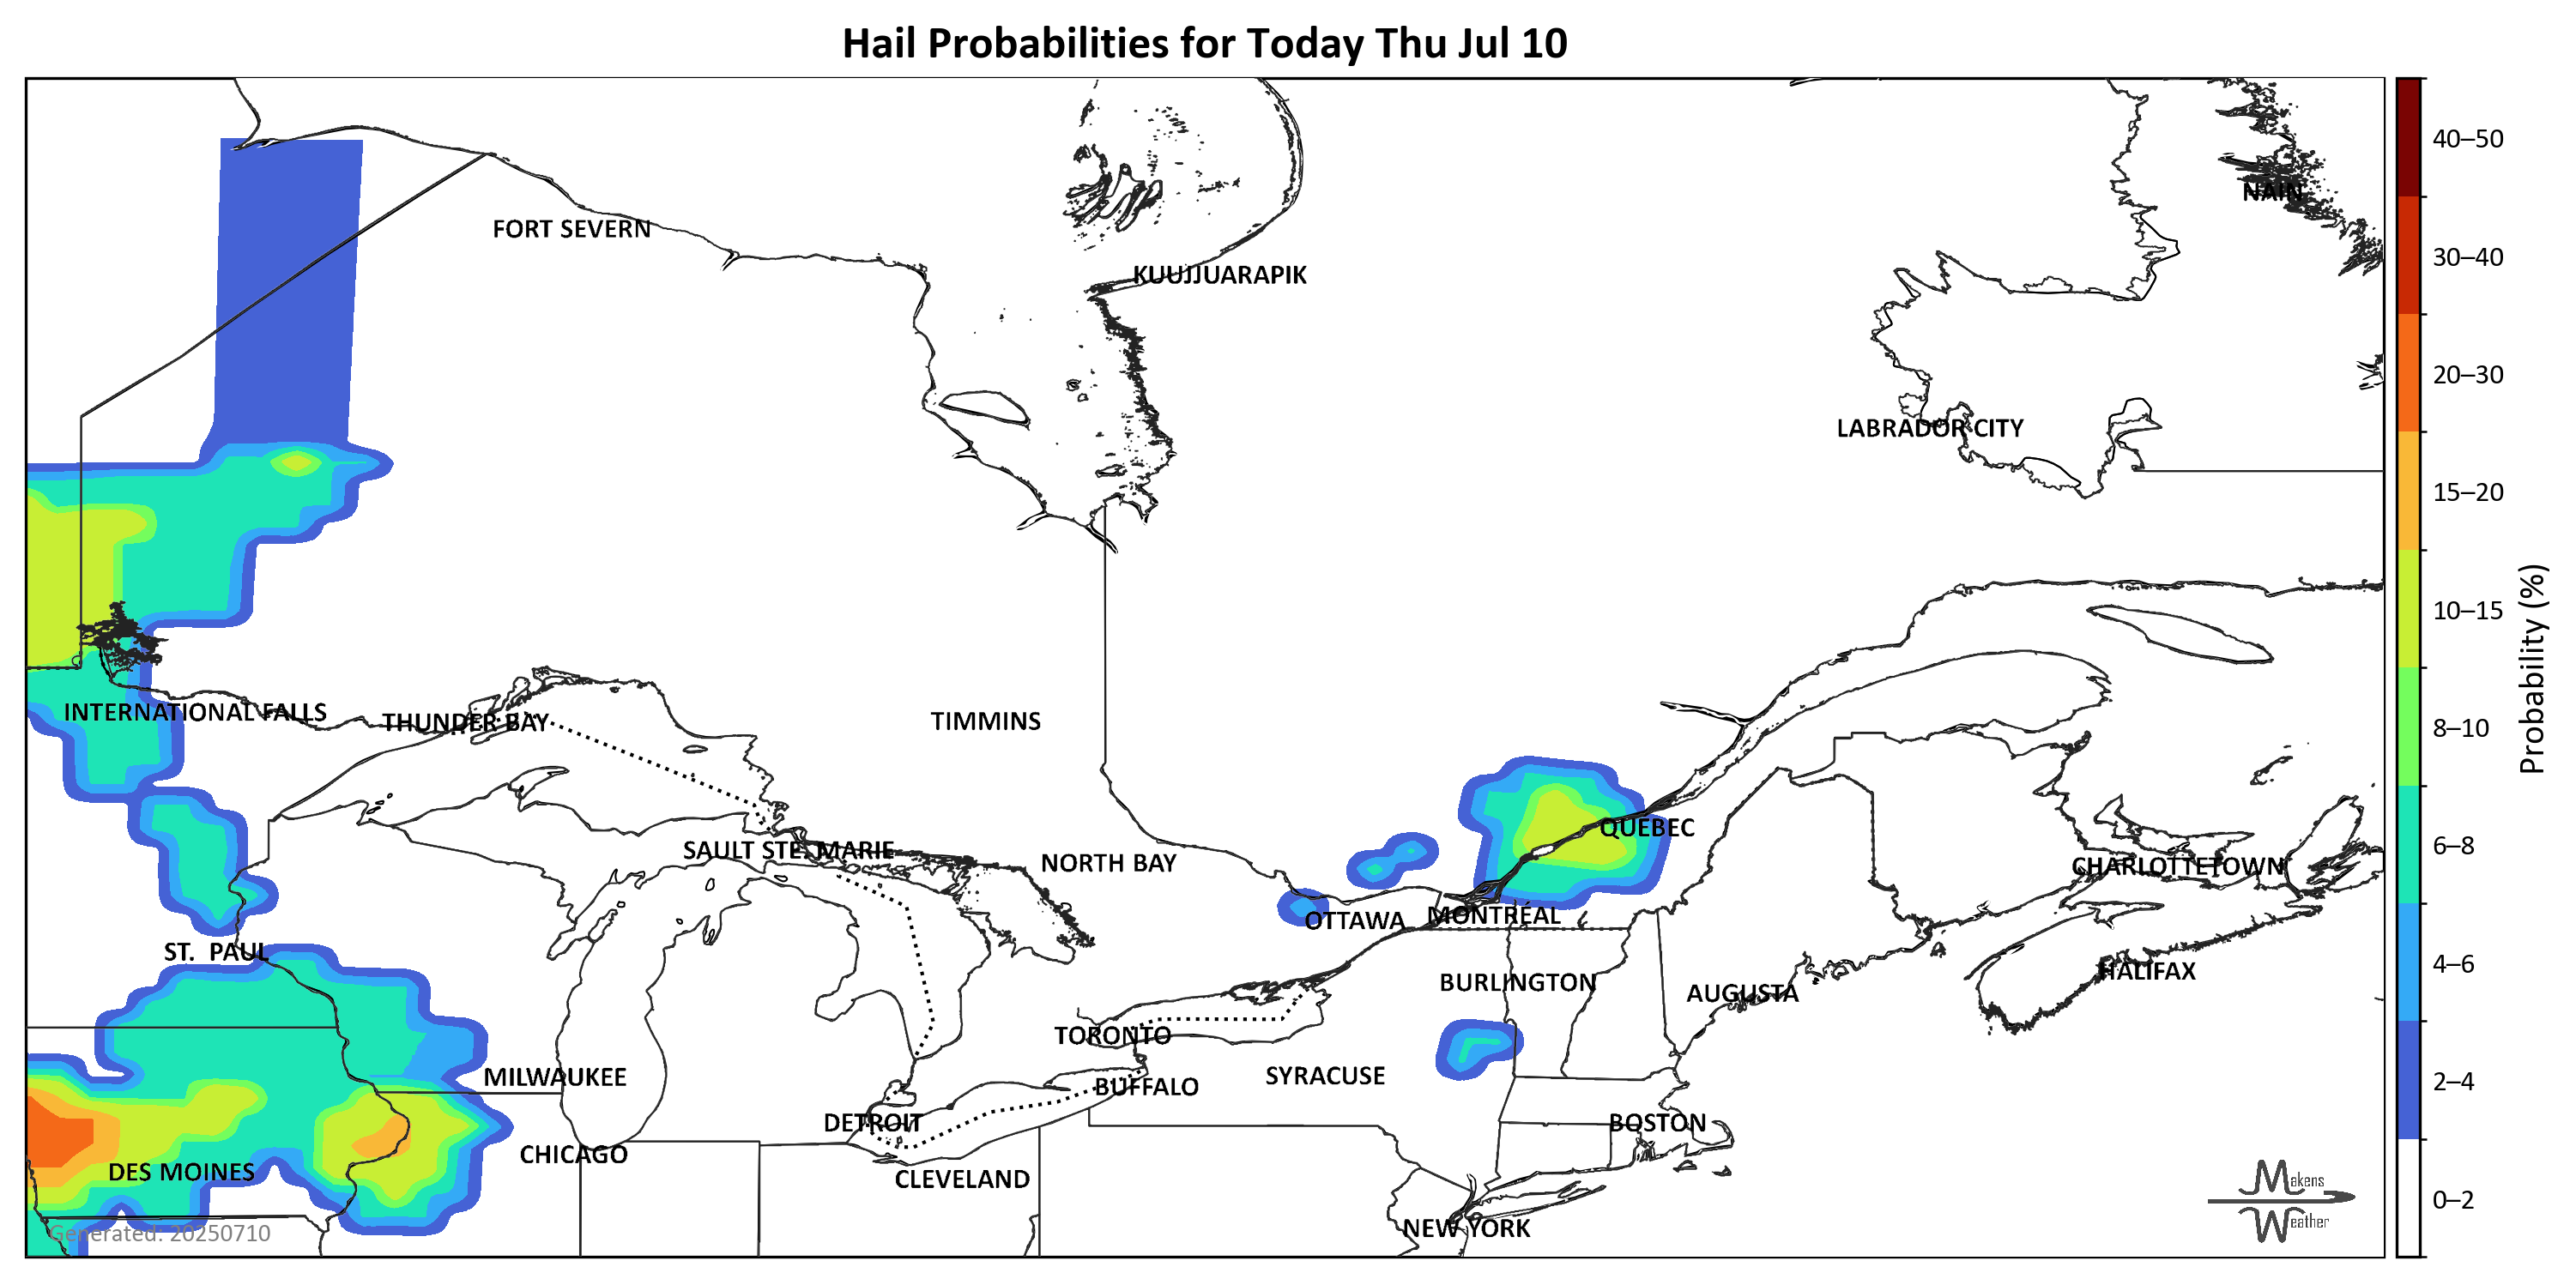 Hail Probabilities for Today Thu Jul 10
40–50
NAIN
FORT SEVERN
30–40
KUUJJUARAPIK
20–30
LABRADOR CITY
15–20
10–15
INTERNATIONAL FALLS
THUNDER BAY
TIMMINS
8–10
Probability (%)
QUEBEC
SAULT STE. MARIE
6–8
NORTH BAY
CHARLOTTETOWN
OTTAWA
MONTRÉAL
ST. PAUL
4–6
HALIFAX
BURLINGTON
AUGUSTA
TORONTO
MILWAUKEE
SYRACUSE
2–4
BUFFALO
DETROIT
BOSTON
CHICAGO
DES MOINES
CLEVELAND
Makens
Weather
0–2
NEW YORK
Generated: 20250710